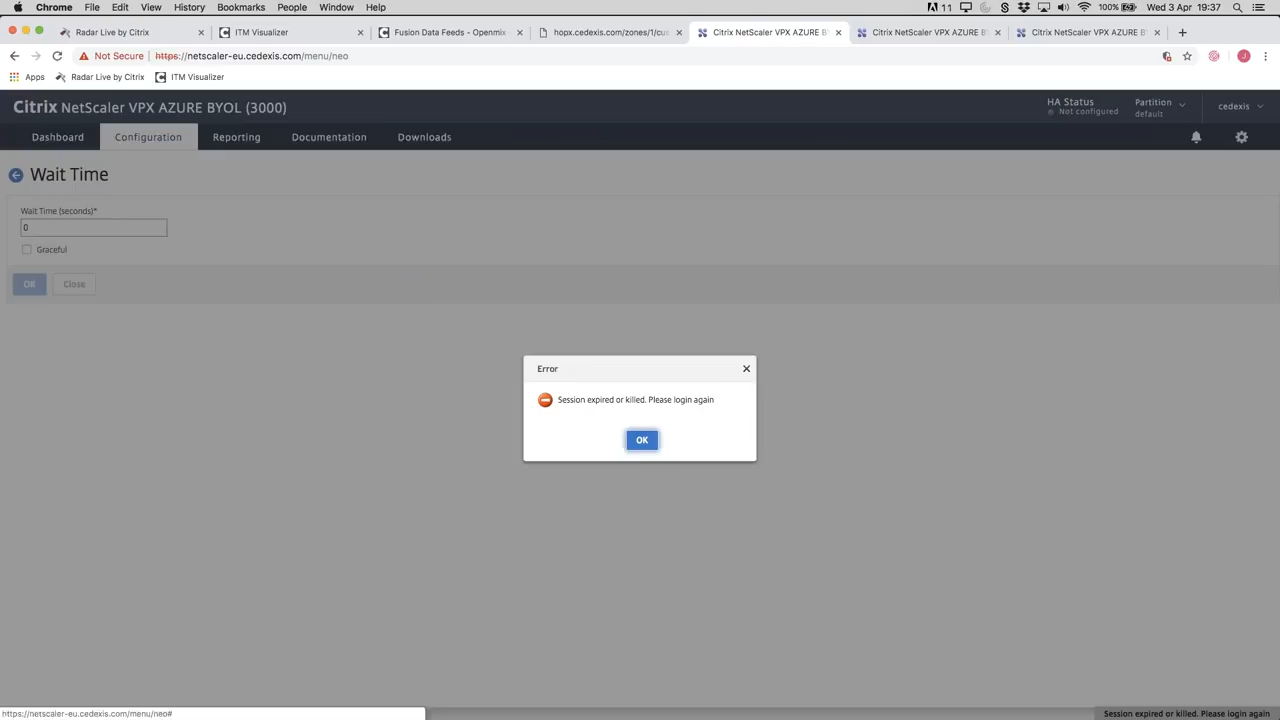 Chrome File Edit View History Bookmarks People Window Help 11 100% Wed 3 Apr 19:37
Radar Live by Citrix ITM Visualizer Fusion Data Feeds - Openmix hopx.cedexis.com/zones/1/cus Citrix NetScaler VPX AZURE B Citrix NetScaler VPX AZURE B Citrix NetScaler VPX AZURE B
Not Secure https://netscaler-eu.cedexis.com/menu/neo J
Apps Radar Live by Citrix ITM Visualizer
Citrix NetScaler VPX AZURE BYOL (3000)
HA Status
Not configured
Partition
default
cedexis
Dashboard Configuration Reporting Documentation Downloads
Wait Time
Wait Time (seconds)*
0
Graceful
OK Close
Error
Session expired or killed. Please login again
OK
https://netscaler-eu.cedexis.com/menu/neo#
Session expired or killed. Please login again